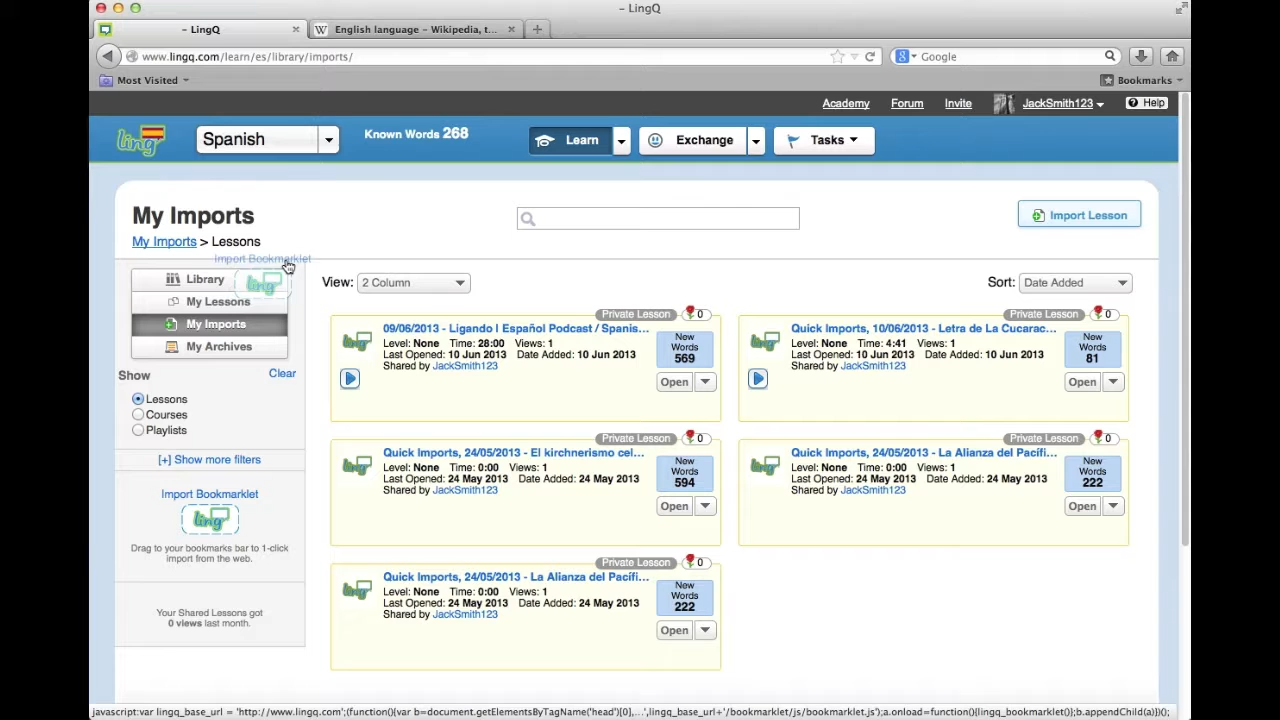 – LingQ
– LingQ
W English language – Wikipedia, t...
www.lingq.com/learn/es/library/imports/
Google
Most Visited
Bookmarks
Academy
Forum
Invite
JackSmith123
Help
lingq
Spanish
Known Words 268
Learn
Exchange
Tasks
My Imports
Import Lesson
My Imports > Lessons
Import Bookmarklet
lingq
Library
My Lessons
My Imports
My Archives
Show
Clear
Lessons
Courses
Playlists
[+] Show more filters
Import Bookmarklet
lingq
Drag to your bookmarks bar to 1-click
import from the web.
Your Shared Lessons got
0 views last month.
View: 2 Column
Sort: Date Added
Private Lesson 0
lingq
09/06/2013 - Ligando | Español Podcast / Spanis...
Level: None Time: 28:00 Views: 1
Last Opened: 10 Jun 2013 Date Added: 10 Jun 2013
Shared by JackSmith123
New
Words
569
Open
Private Lesson 0
lingq
Quick Imports, 10/06/2013 - Letra de La Cucarac...
Level: None Time: 4:41 Views: 1
Last Opened: 10 Jun 2013 Date Added: 10 Jun 2013
Shared by JackSmith123
New
Words
81
Open
Private Lesson 0
lingq
Quick Imports, 24/05/2013 - El kirchnerismo cel...
Level: None Time: 0:00 Views: 1
Last Opened: 24 May 2013 Date Added: 24 May 2013
Shared by JackSmith123
New
Words
594
Open
Private Lesson 0
lingq
Quick Imports, 24/05/2013 - La Alianza del Pacífi...
Level: None Time: 0:00 Views: 1
Last Opened: 24 May 2013 Date Added: 24 May 2013
Shared by JackSmith123
New
Words
222
Open
Private Lesson 0
lingq
Quick Imports, 24/05/2013 - La Alianza del Pacífi...
Level: None Time: 0:00 Views: 1
Last Opened: 24 May 2013 Date Added: 24 May 2013
Shared by JackSmith123
New
Words
222
Open
javascript:var lingq_base_url = 'http://www.lingq.com';(function(){var b=document.getElementsByTagName('head')[0],...',lingq_base_url+'/bookmarklet/js/bookmarklet.js');a.onload=function(){lingq_bookmarklet()};b.appendChild(a)})();